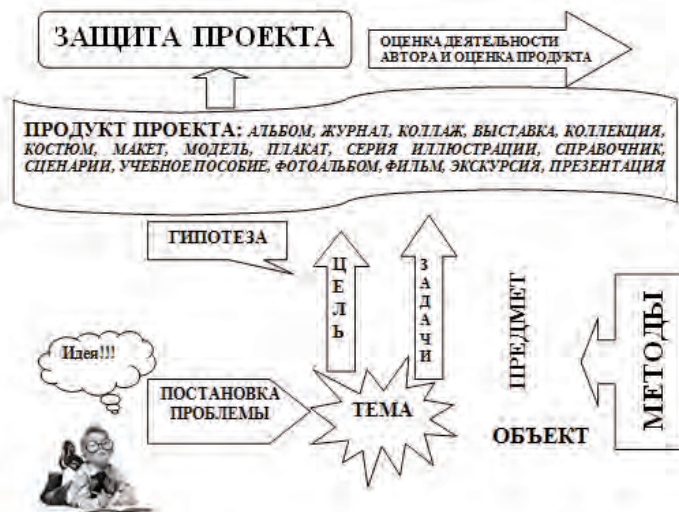 ЗАЩИТА ПРОЕКТА
ОЦЕНКА ДЕЯТЕЛЬНОСТИ
АВТОРА И ОЦЕНКА ПРОДУКТА
ПРОДУКТ ПРОЕКТА: АЛЬБОМ, ЖУРНАЛ, КОЛЛАЖ, ВЫСТАВКА, КОЛЛЕКЦИЯ,
КОСТЮМ, МАКЕТ, МОДЕЛЬ, ПЛАКАТ, СЕРИЯ ИЛЛЮСТРАЦИИ, СПРАВОЧНИК,
СЦЕНАРИИ, УЧЕБНОЕ ПОСОБИЕ, ФОТОАЛЬБОМ, ФИЛЬМ, ЭКСКУРСИЯ, ПРЕЗЕНТАЦИЯ
ГИПОТЕЗА
ЦЕЛЬ
ЗАДАЧИ
ПРЕДМЕТ
МЕТОДЫ
Идея!!!
ПОСТАНОВКА
ПРОБЛЕМЫ
ТЕМА
ОБЪЕКТ